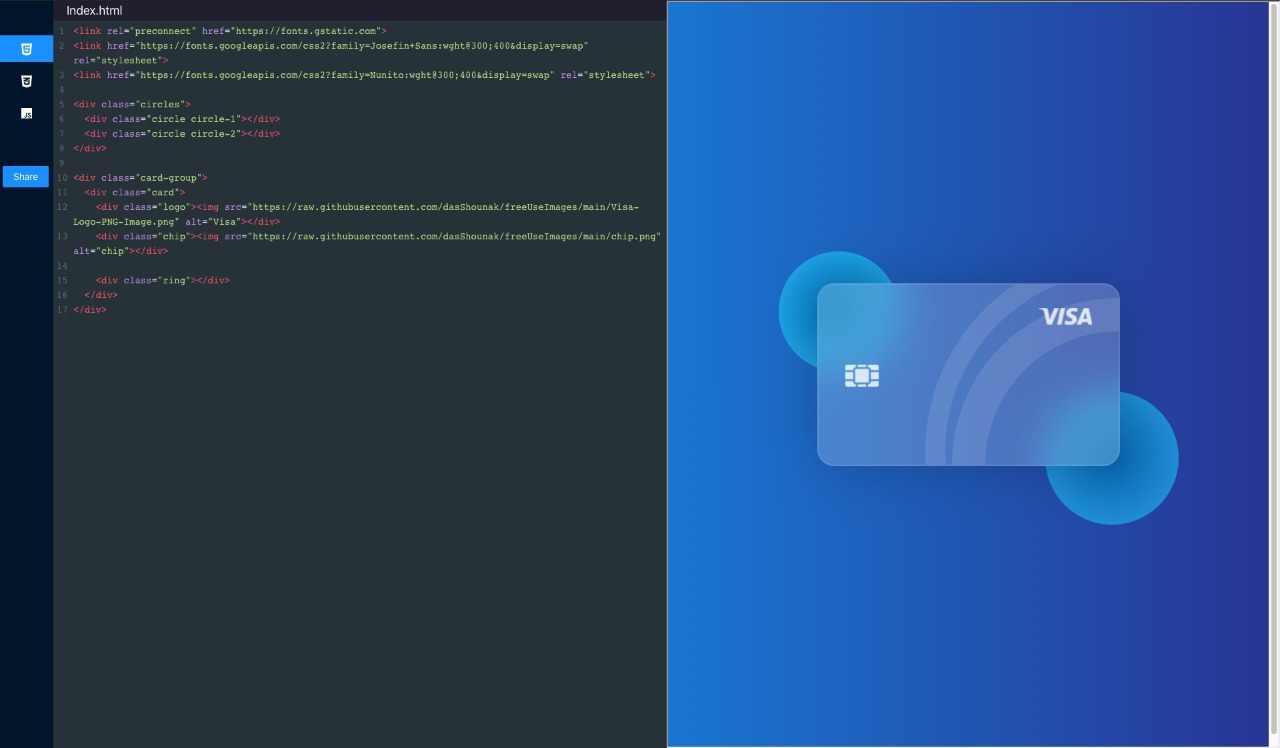 Index.html
1 <link rel="preconnect" href="https://fonts.gstatic.com">
2 <link href="https://fonts.googleapis.com/css2?family=Josefin+Sans:wght@300;400&display=swap"
rel="stylesheet">
3 <link href="https://fonts.googleapis.com/css2?family=Nunito:wght@300;400&display=swap" rel="stylesheet">
4
5 <div class="circles">
6 <div class="circle circle-1"></div>
7 <div class="circle circle-2"></div>
8 </div>
9
10 <div class="card-group">
11 <div class="card">
12 <div class="logo"><img src="https://raw.githubusercontent.com/dasShounak/freeUseImages/main/Visa-
Logo-PNG-Image.png" alt="Visa"></div>
13 <div class="chip"><img src="https://raw.githubusercontent.com/dasShounak/freeUseImages/main/chip.png"
alt="chip"></div>
14
15 <div class="ring"></div>
16 </div>
17 </div>
JS
Share
VISA